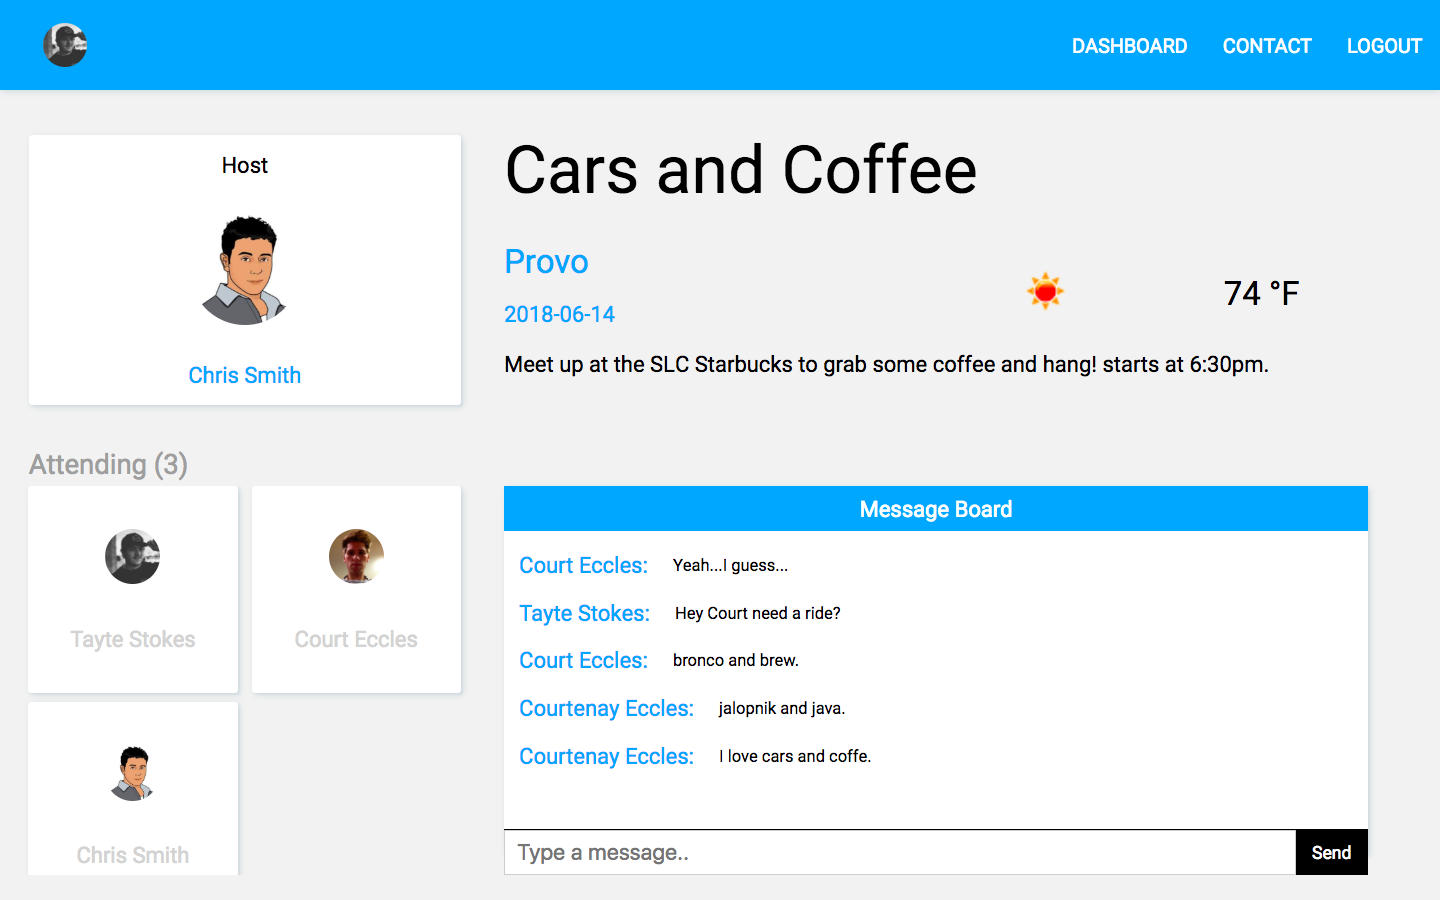 DASHBOARD CONTACT LOGOUT
Host
Chris Smith
Cars and Coffee
Provo
2018-06-14
74 °F
Meet up at the SLC Starbucks to grab some coffee and hang! starts at 6:30pm.
Attending (3)
Tayte Stokes
Court Eccles
Chris Smith
Message Board
Court Eccles: Yeah...I guess...
Tayte Stokes: Hey Court need a ride?
Court Eccles: bronco and brew.
Courtenay Eccles: jalopnik and java.
Courtenay Eccles: I love cars and coffe.
Type a message..
Send